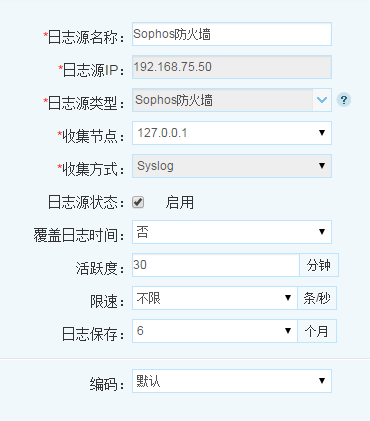 *日志源名称： Sophos防火墙
*日志源IP： 192.168.75.50
*日志源类型： Sophos防火墙 ?
*收集节点： 127.0.0.1
*收集方式： Syslog
日志源状态： 启用
覆盖日志时间： 否
活跃度： 30 分钟
限速： 不限 条/秒
日志保存： 6 个月
编码： 默认